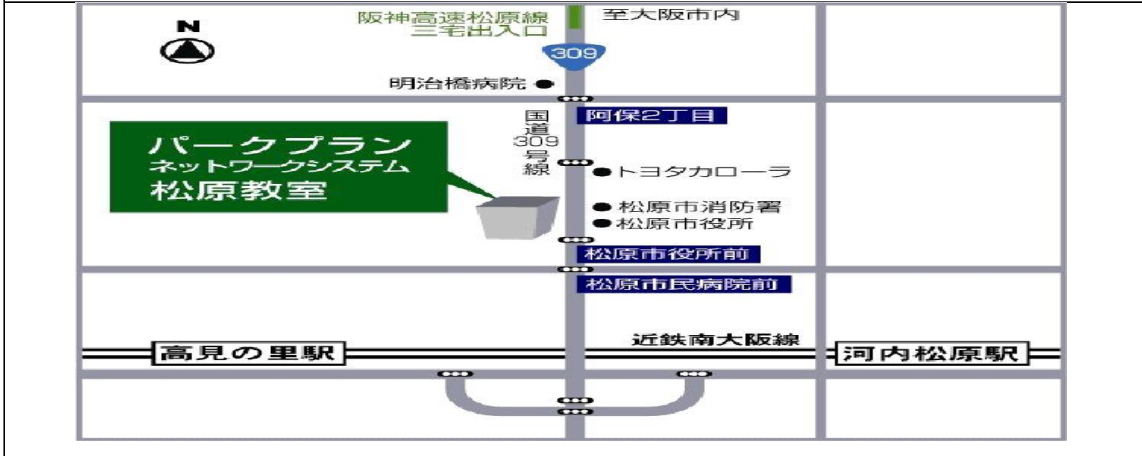 阪神高速松原線
三宅出入口
至大阪市内
N
309
明治橋病院
国道309号線
阿保2丁目
パークプラン
ネットワークシステム
松原教室
トヨタカローラ
松原市消防署
松原市役所
松原市役所前
松原市民病院前
近鉄南大阪線
高見の里駅
河内松原駅